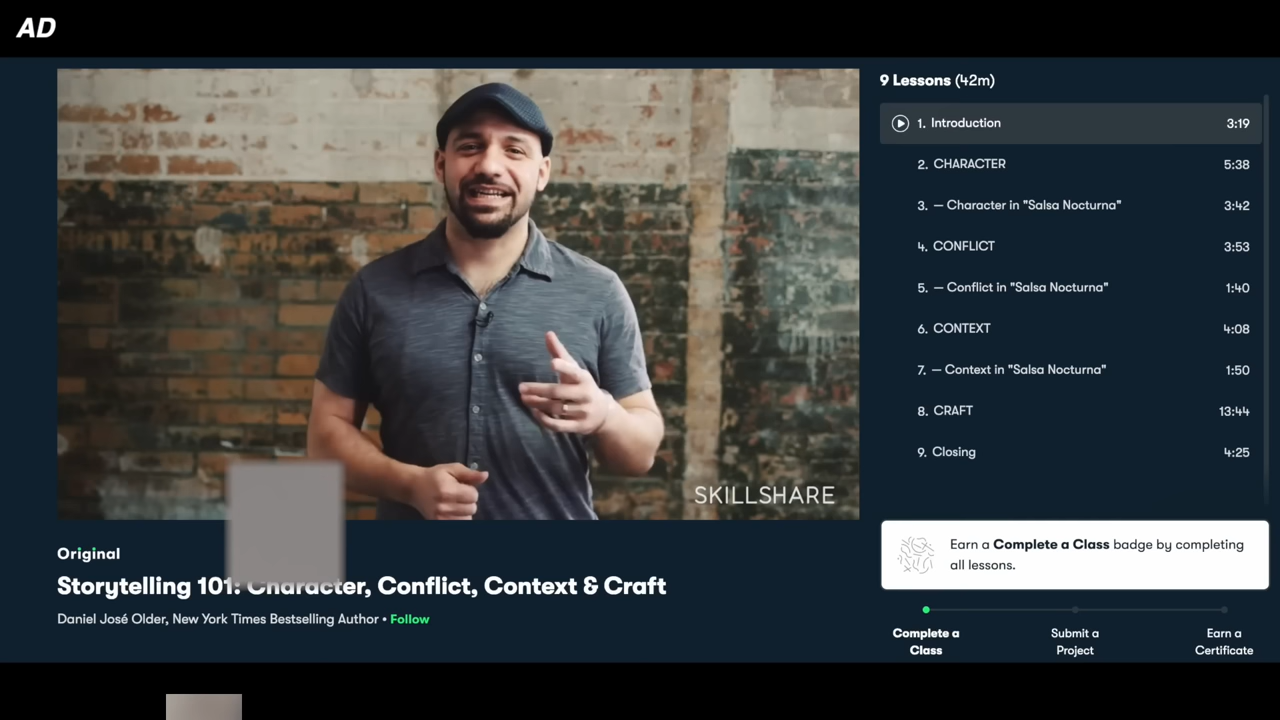 AD
SKILLSHARE
Original
Storytelling 101: Character, Conflict, Context & Craft
Daniel José Older, New York Times Bestselling Author • Follow
9 Lessons (42m)
1. Introduction 3:19
2. CHARACTER 5:38
3. — Character in "Salsa Nocturna" 3:42
4. CONFLICT 3:53
5. — Conflict in "Salsa Nocturna" 1:40
6. CONTEXT 4:08
7. — Context in "Salsa Nocturna" 1:50
8. CRAFT 13:44
9. Closing 4:25
Earn a Complete a Class badge by completing
all lessons.
Complete a
Class
Submit a
Project
Earn a
Certificate